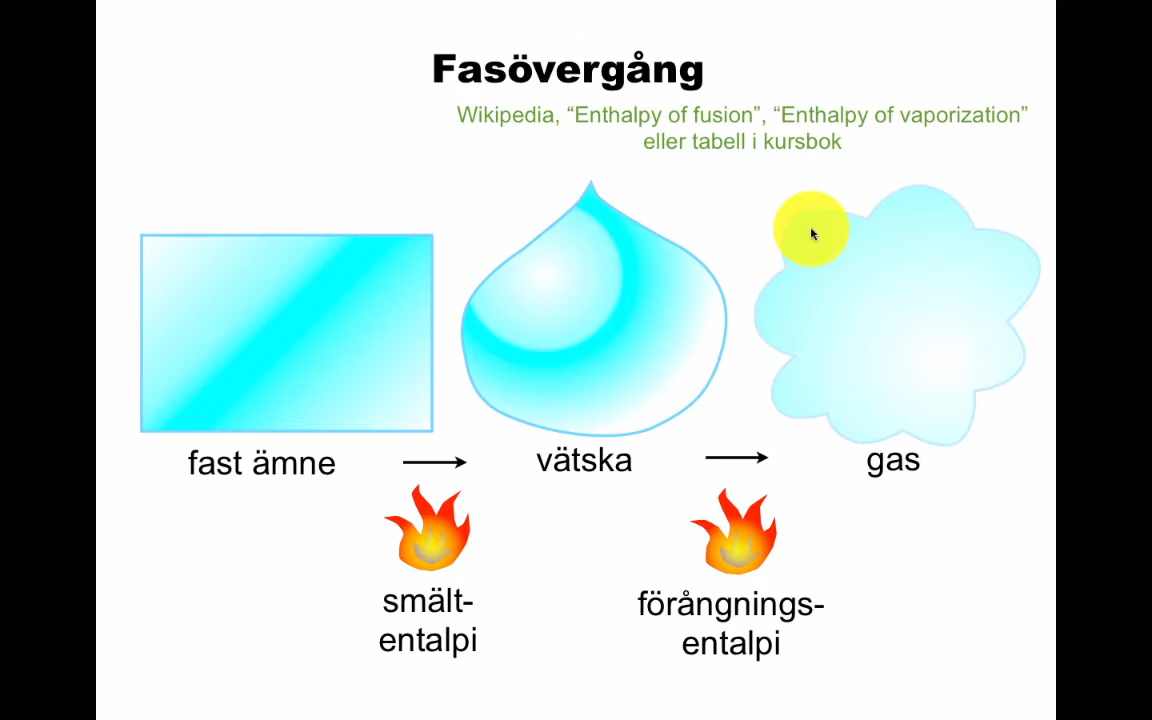 Fasövergång
Wikipedia, “Enthalpy of fusion”, “Enthalpy of vaporization”
eller tabell i kursbok
fast ämne
vätska
gas
smält-
entalpi
förångnings-
entalpi